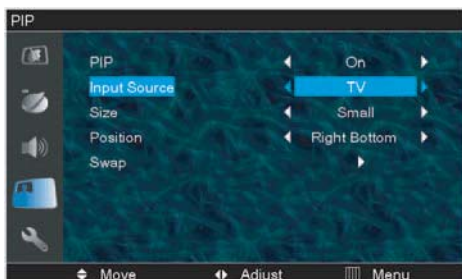 PIP
PIP On
Input Source TV
Size Small
Position Right Bottom
Swap
Move Adjust Menu